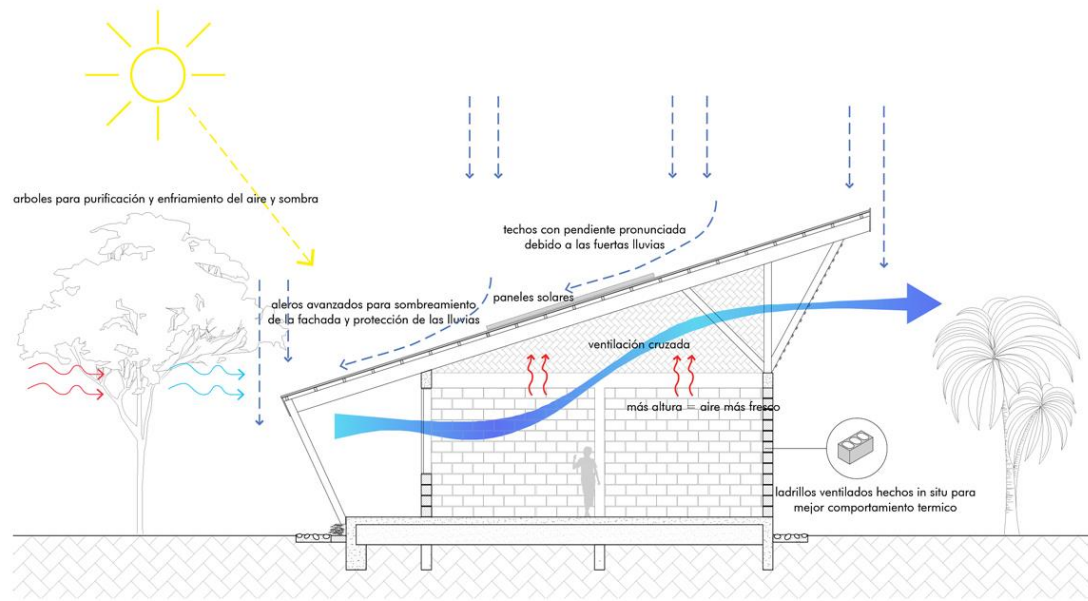 arboles para purificación y enfriamiento del aire y sombra
techos con pendiente pronunciada
debido a las fuertas lluvias
paneles solares
aleros avanzados para sombreamiento
de la fachada y protección de las lluvias
ventilación cruzada
más altura = aire más fresco
ladrillos ventilados hechos in situ para
mejor comportamiento termico